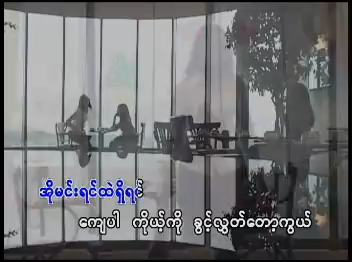 အိုမင်းရင်ထဲရှိရင်
ကျေပါ ကိုယ့်ကို ခွင့်လွှတ်တော့ကွယ်